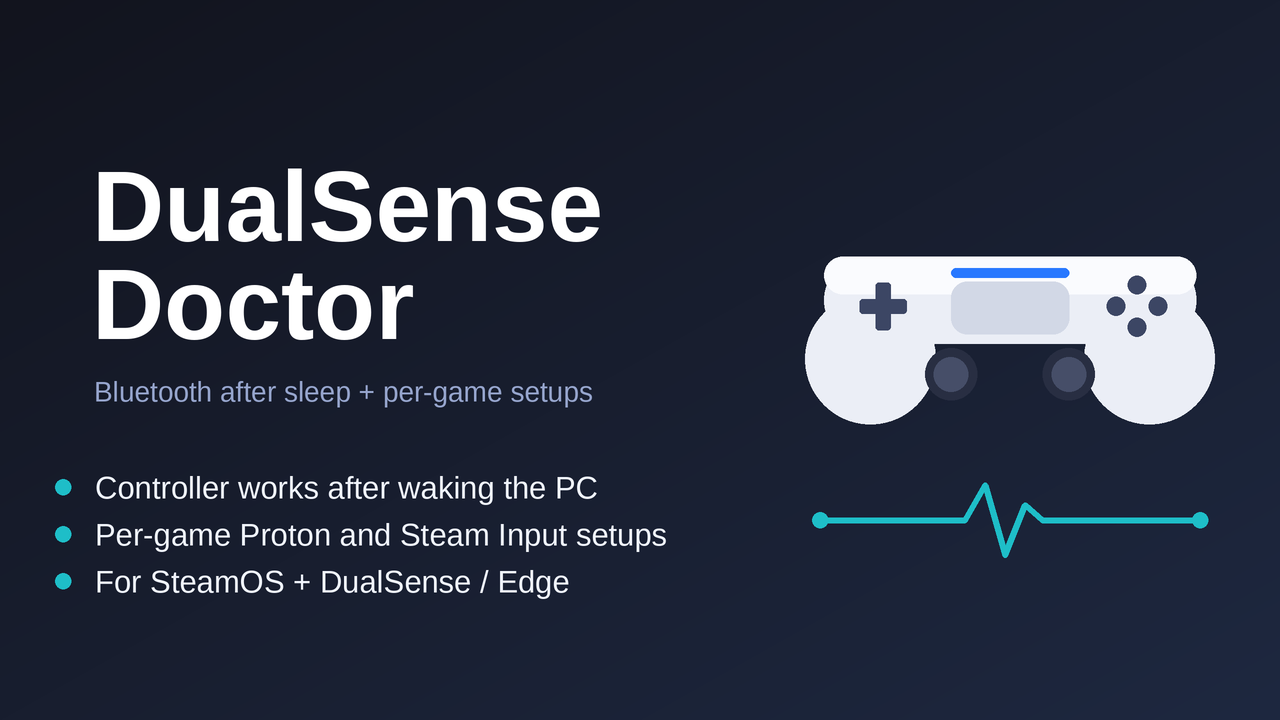 DualSense
Doctor
Bluetooth after sleep + per-game setups
Controller works after waking the PC
Per-game Proton and Steam Input setups
For SteamOS + DualSense / Edge